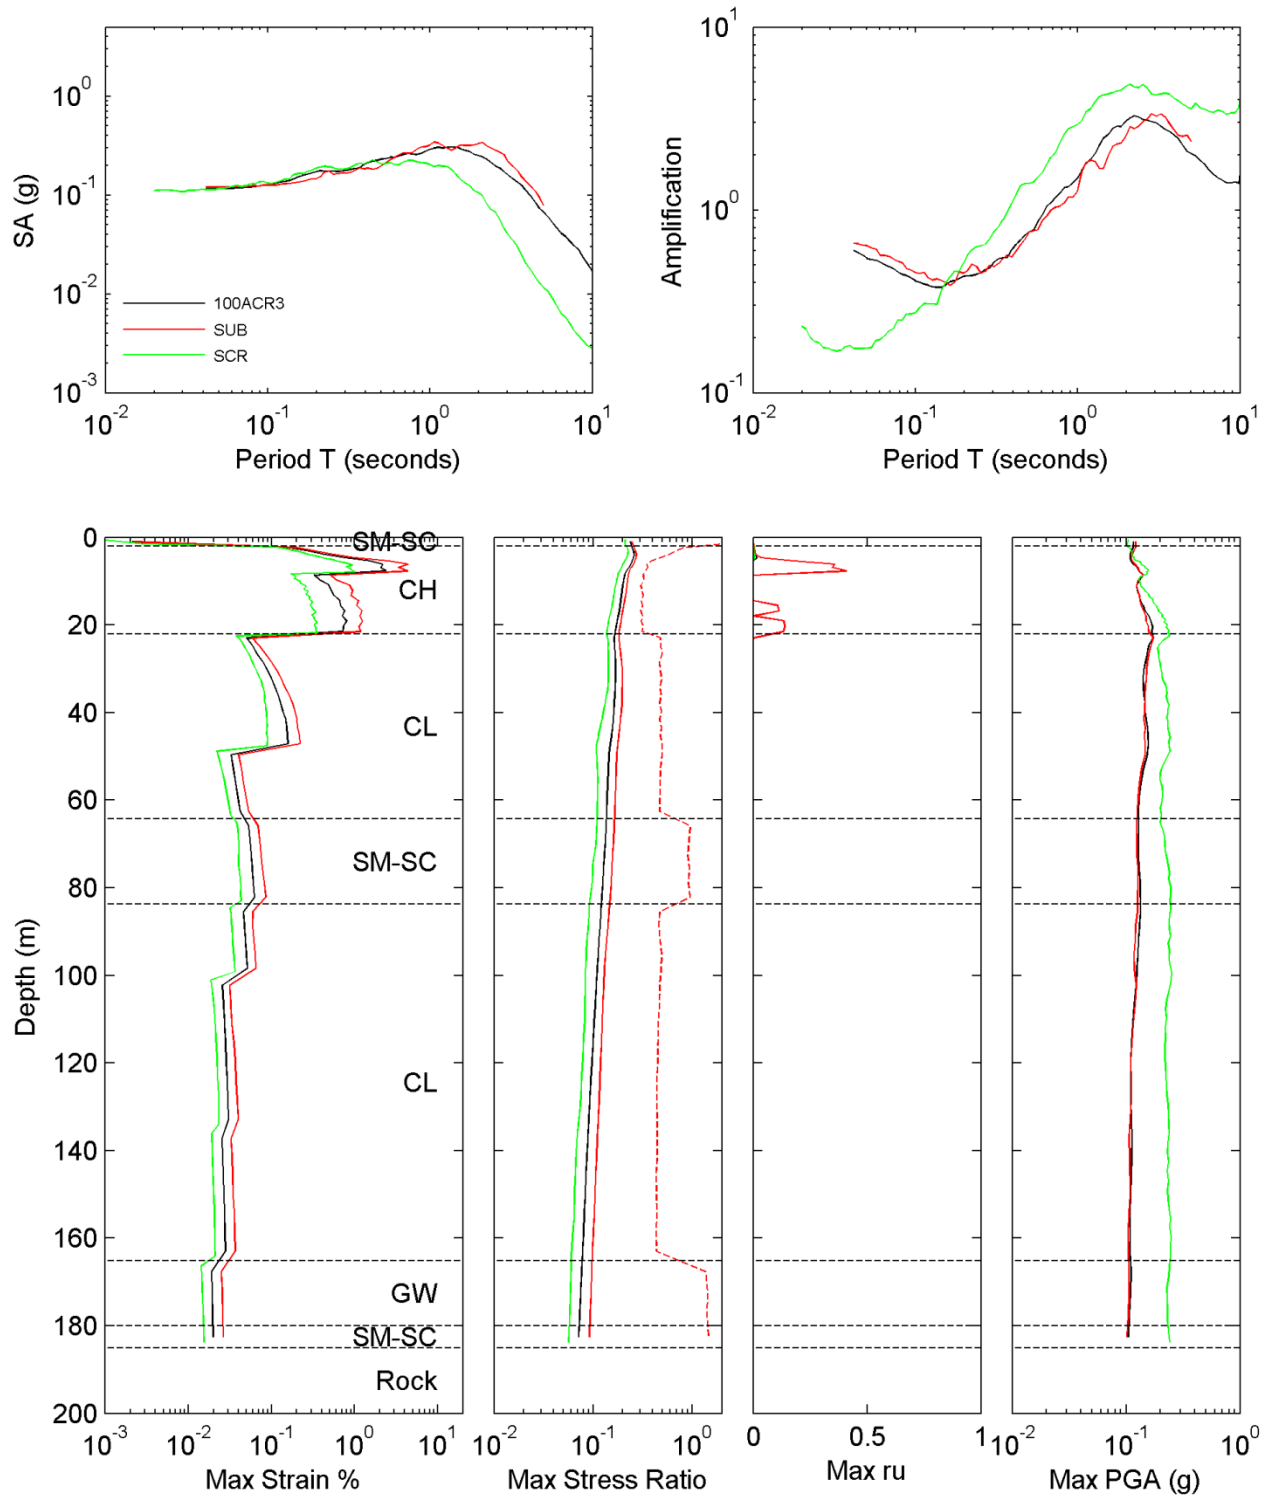 10^0
10^-1
10^-2
10^-3
SA (g)
100ACR3
SUB
SCR
10^-2
10^-1
10^0
10^1
Period T (seconds)
10^1
10^0
10^-1
Amplification
10^-2
10^-1
10^0
10^1
Period T (seconds)
0
20
40
60
80
100
120
140
160
180
200
Depth (m)
SM-SC
CH
CL
SM-SC
CL
GW
SM-SC
Rock
10^-3
10^-2
10^-1
10^0
10^1
Max Strain %
10^-1
10^0
Max Stress Ratio
0
0.5
1
Max ru
10^-2
10^-1
10^0
Max PGA (g)